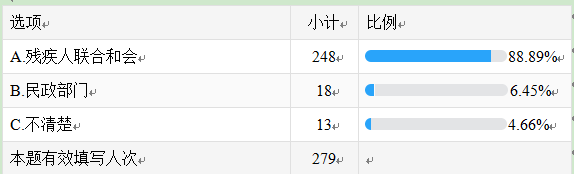 选项 小计 比例
A.残疾人联合和会 248 88.89%
B.民政部门 18 6.45%
C.不清楚 13 4.66%
本题有效填写人次 279